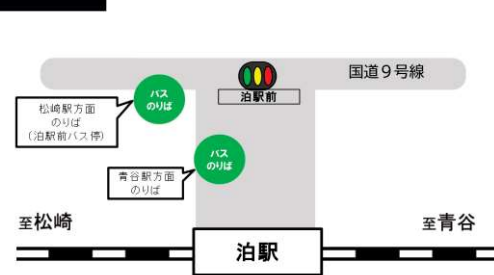 国道9号線
泊駅前
バス
のりば
松崎駅方面
のりば
(泊駅前バス停)
バス
のりば
青谷駅方面
のりば
至松崎
至青谷
泊駅